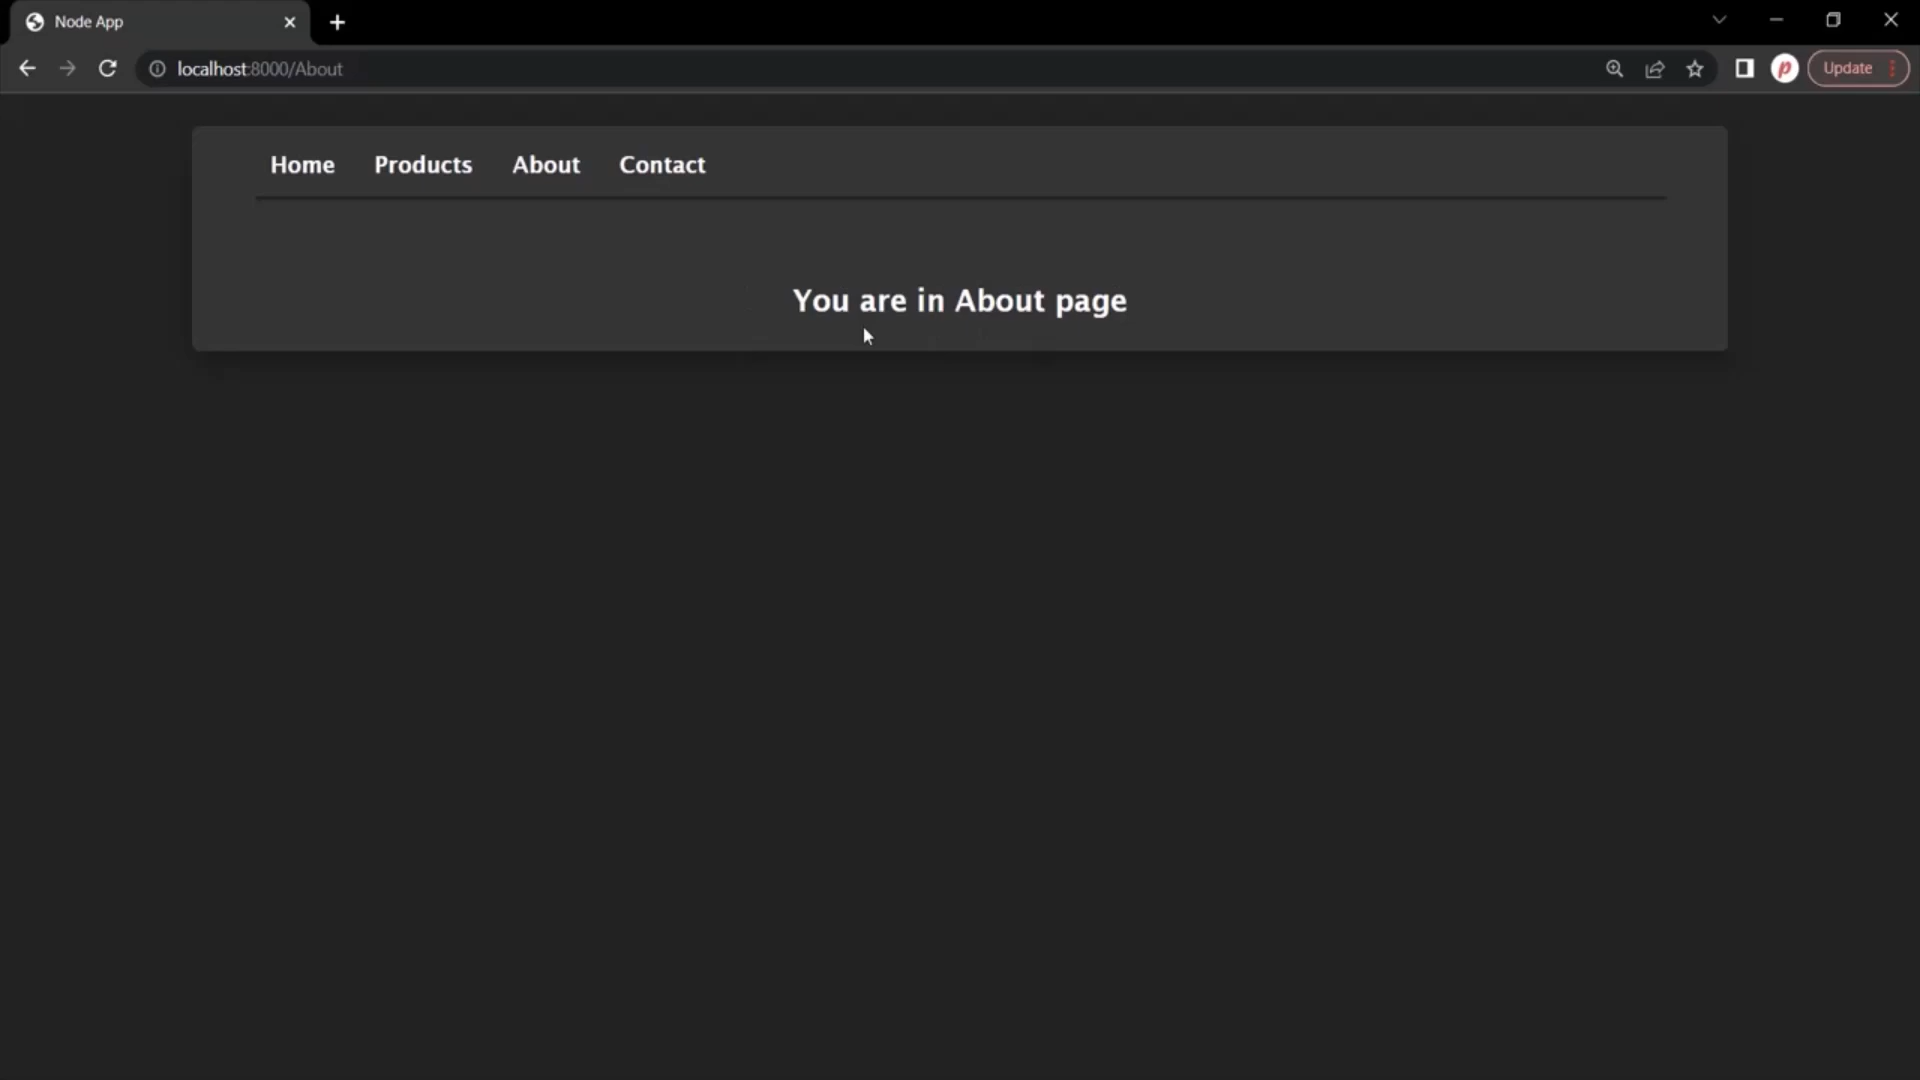 Node App
localhost:8000/About
p
Update
Home Products About Contact
You are in About page